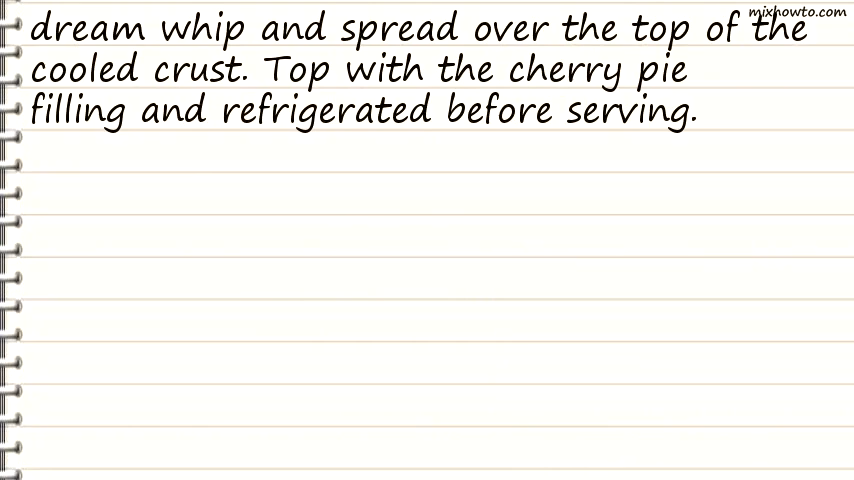 mixhowto.com
dream whip and spread over the top of the
cooled crust. Top with the cherry pie
filling and refrigerated before serving.